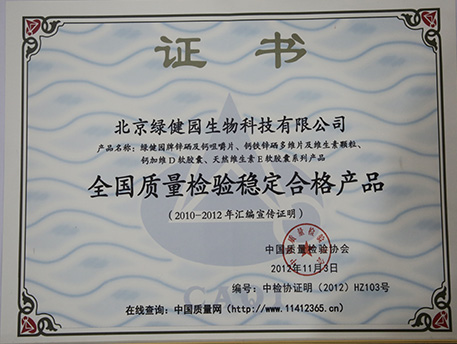 证书
北京绿健园生物科技有限公司
产品名称：绿健园牌锌硒及钙咀嚼片、钙铁锌硒多维片及维生素颗粒、
钙加维D软胶囊、天然维生素E软胶囊系列产品
全国质量检验稳定合格产品
(2010-2012年汇编宣传证明)
中国质量检验协会
2012年11月3日
编号：中检协证明（2012）HZ103号
在线查询：中国质量网（http://www.11412365.cn）
CAQI